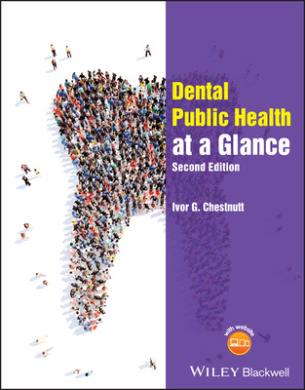 Dental
Public Health
at a Glance
Second Edition
Ivor G. Chestnutt
with website
WILEY Blackwell